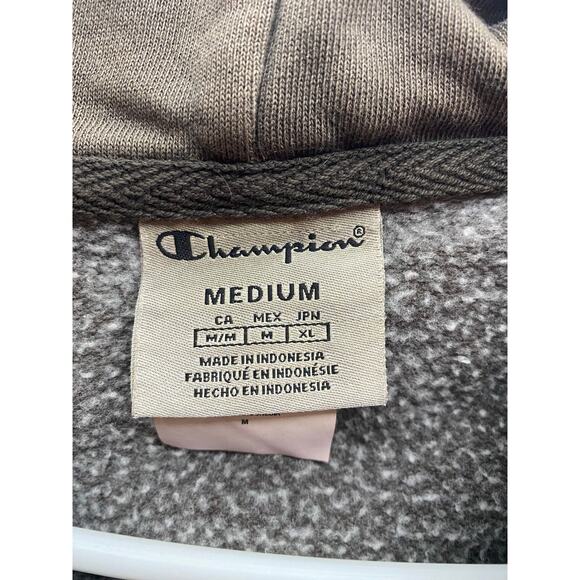 Champion®
MEDIUM
CA MEX JPN
M/M M XL
MADE IN INDONESIA
FABRIQUÉ EN INDONÉSIE
HECHO EN INDONESIA
M